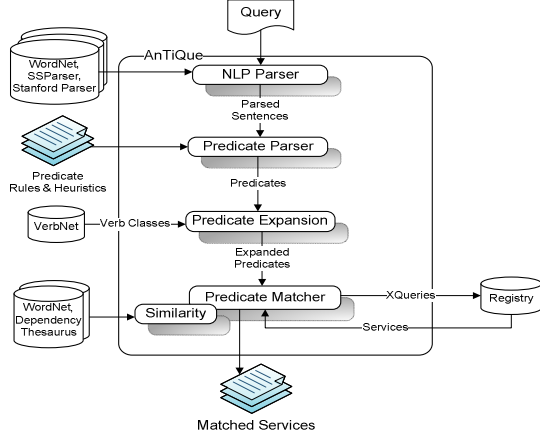 Query
AnTiQue
WordNet,
SSParser,
Stanford Parser
NLP Parser
Parsed
Sentences
Predicate Parser
Predicate
Rules & Heuristics
Predicates
VerbNet
Verb Classes
Predicate Expansion
Expanded
Predicates
Predicate Matcher
XQueries
Registry
WordNet,
Dependency
Thesaurus
Similarity
Services
Matched Services